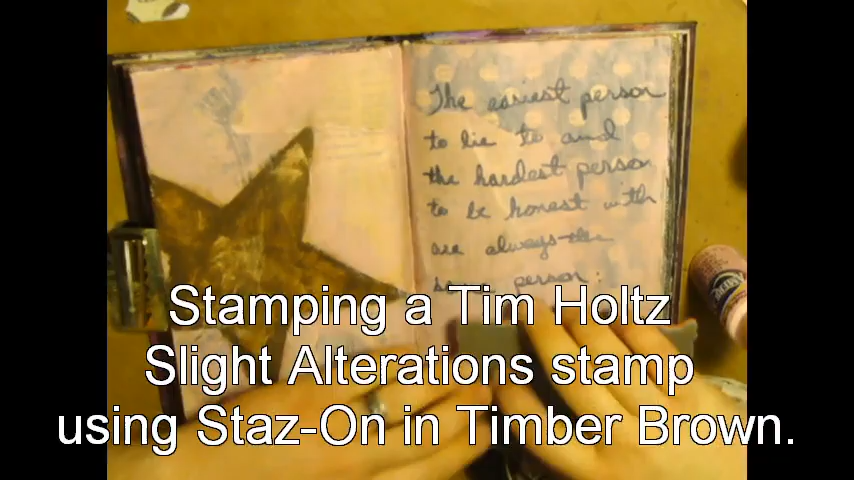 The easiest person
to lie to and
the hardest person
to be honest with
are always the
person.
Stamping a Tim Holtz
Slight Alterations stamp
using Staz-On in Timber Brown.